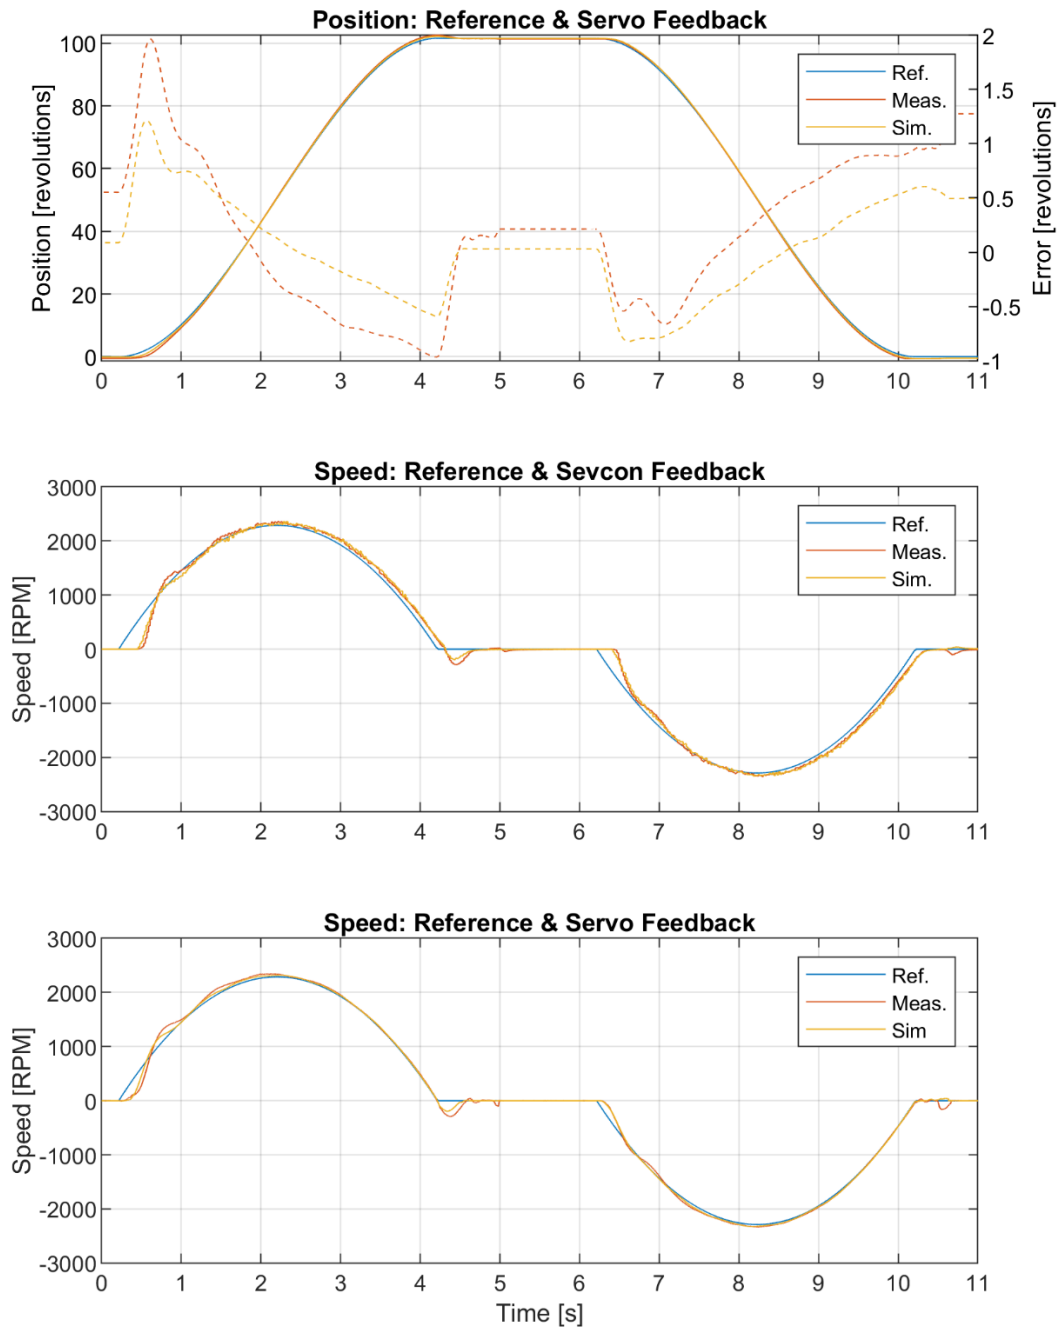 Position: Reference & Servo Feedback
Position [revolutions]
100
80
60
40
20
0
2
1.5
1
0.5
0
-0.5
-1
Error [revolutions]
Ref.
Meas.
Sim.
0 1 2 3 4 5 6 7 8 9 10 11
Speed: Reference & Sevcon Feedback
Speed [RPM]
3000
2000
1000
0
-1000
-2000
-3000
Ref.
Meas.
Sim.
0 1 2 3 4 5 6 7 8 9 10 11
Speed: Reference & Servo Feedback
Speed [RPM]
3000
2000
1000
0
-1000
-2000
-3000
Ref.
Meas.
Sim
0 1 2 3 4 5 6 7 8 9 10 11
Time [s]